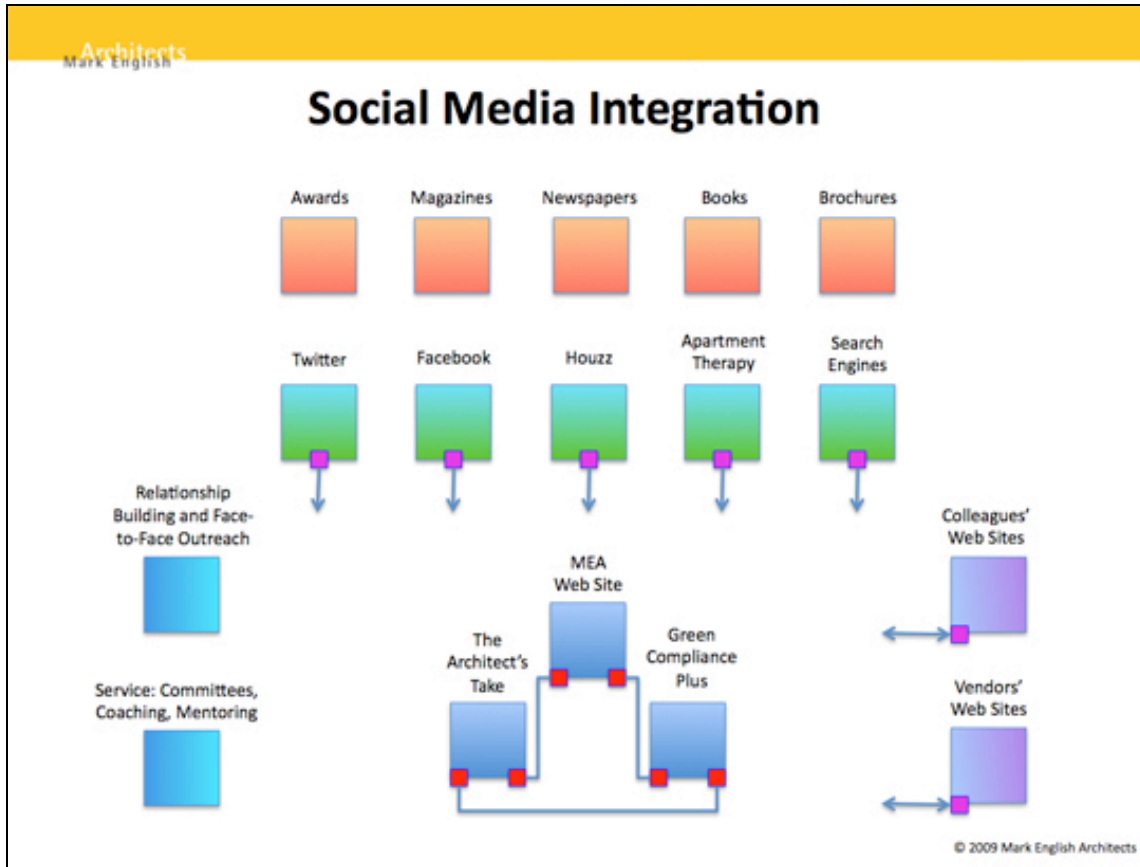 Architects
Mark English
Social Media Integration
Awards
Magazines
Newspapers
Books
Brochures
Twitter
Facebook
Houzz
Apartment
Therapy
Search
Engines
Relationship
Building and Face-
to-Face Outreach
Colleagues'
Web Sites
MEA
Web Site
The
Architect's
Take
Green
Compliance
Plus
Service: Committees,
Coaching, Mentoring
Vendors'
Web Sites
© 2009 Mark English Architects